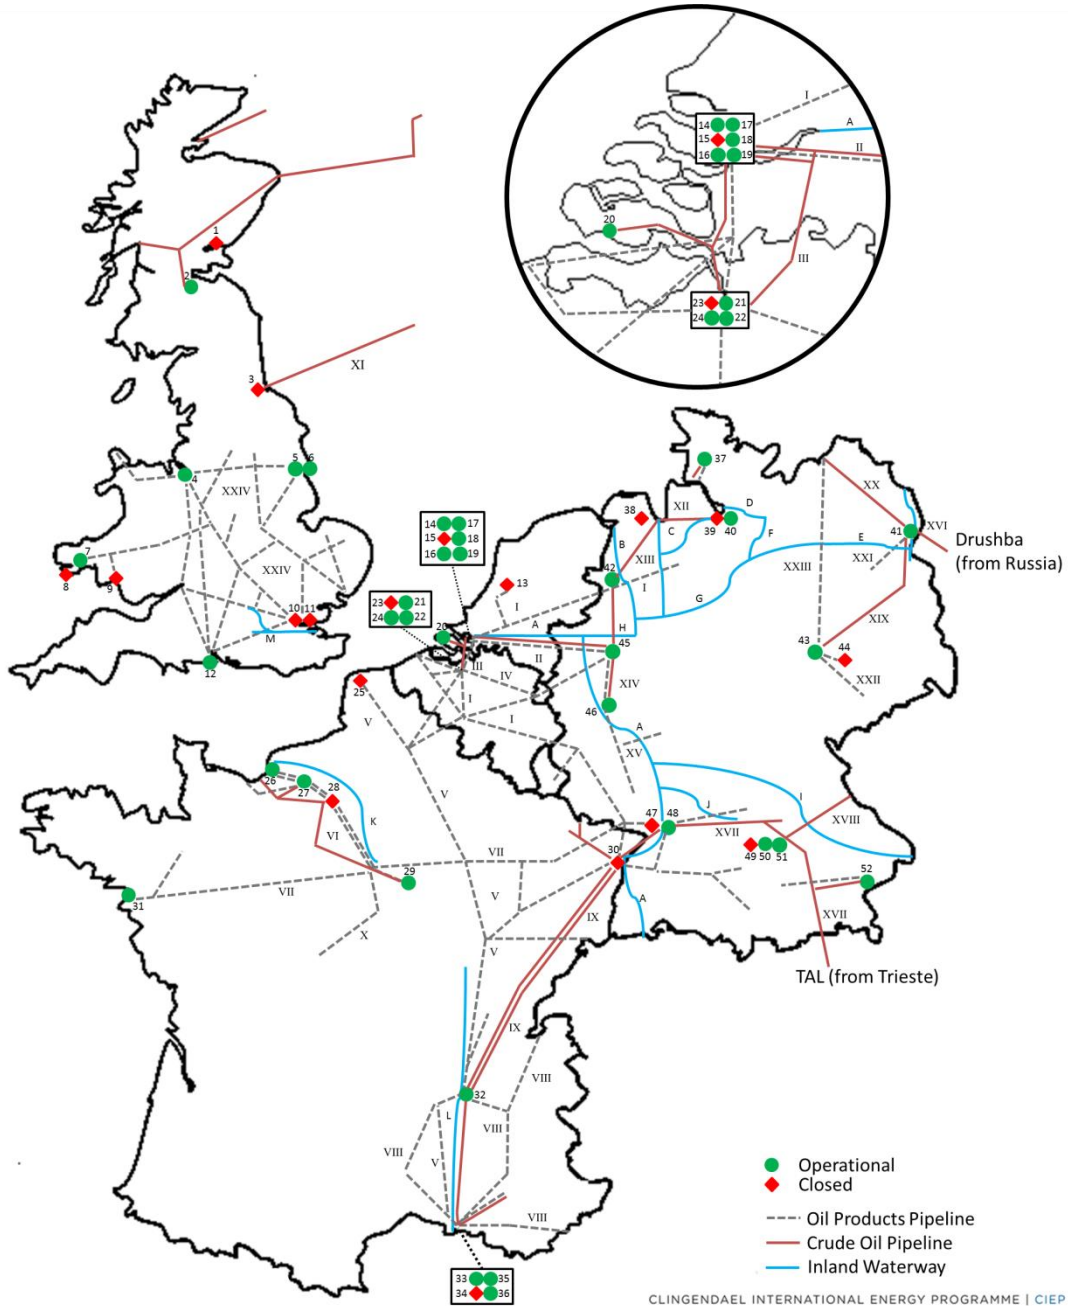 I
A
14 17
15 18
16 19
II
20
III
23 21
24 22
1
2
3
XI
4
5 6
XXIV
7
8
9
XXIV
10 11
M
12
37
38
XII
D
39
40
C
B
F
XX
XVI
41
Drushba
(from Russia)
E
XXI
XIII
42
I
XXIII
G
XIX
14 17
15 18
16 19
13
I
23 21
24 22
A
H
20
45
43
44
III
II
IV
XIV
XXII
25
I
46
V
I
A
XV
26
27
28
V
I
J
K
47
48
VI
XVII
XVIII
VII
30
49 50 51
29
52
VII
31
V
A
IX
XVII
X
V
TAL (from Trieste)
IX
VIII
32
L
VIII
VIII
V
VIII
Operational
Closed
Oil Products Pipeline
Crude Oil Pipeline
Inland Waterway
33 35
34 36
CLINGENDAEL INTERNATIONAL ENERGY PROGRAMME | CIEP